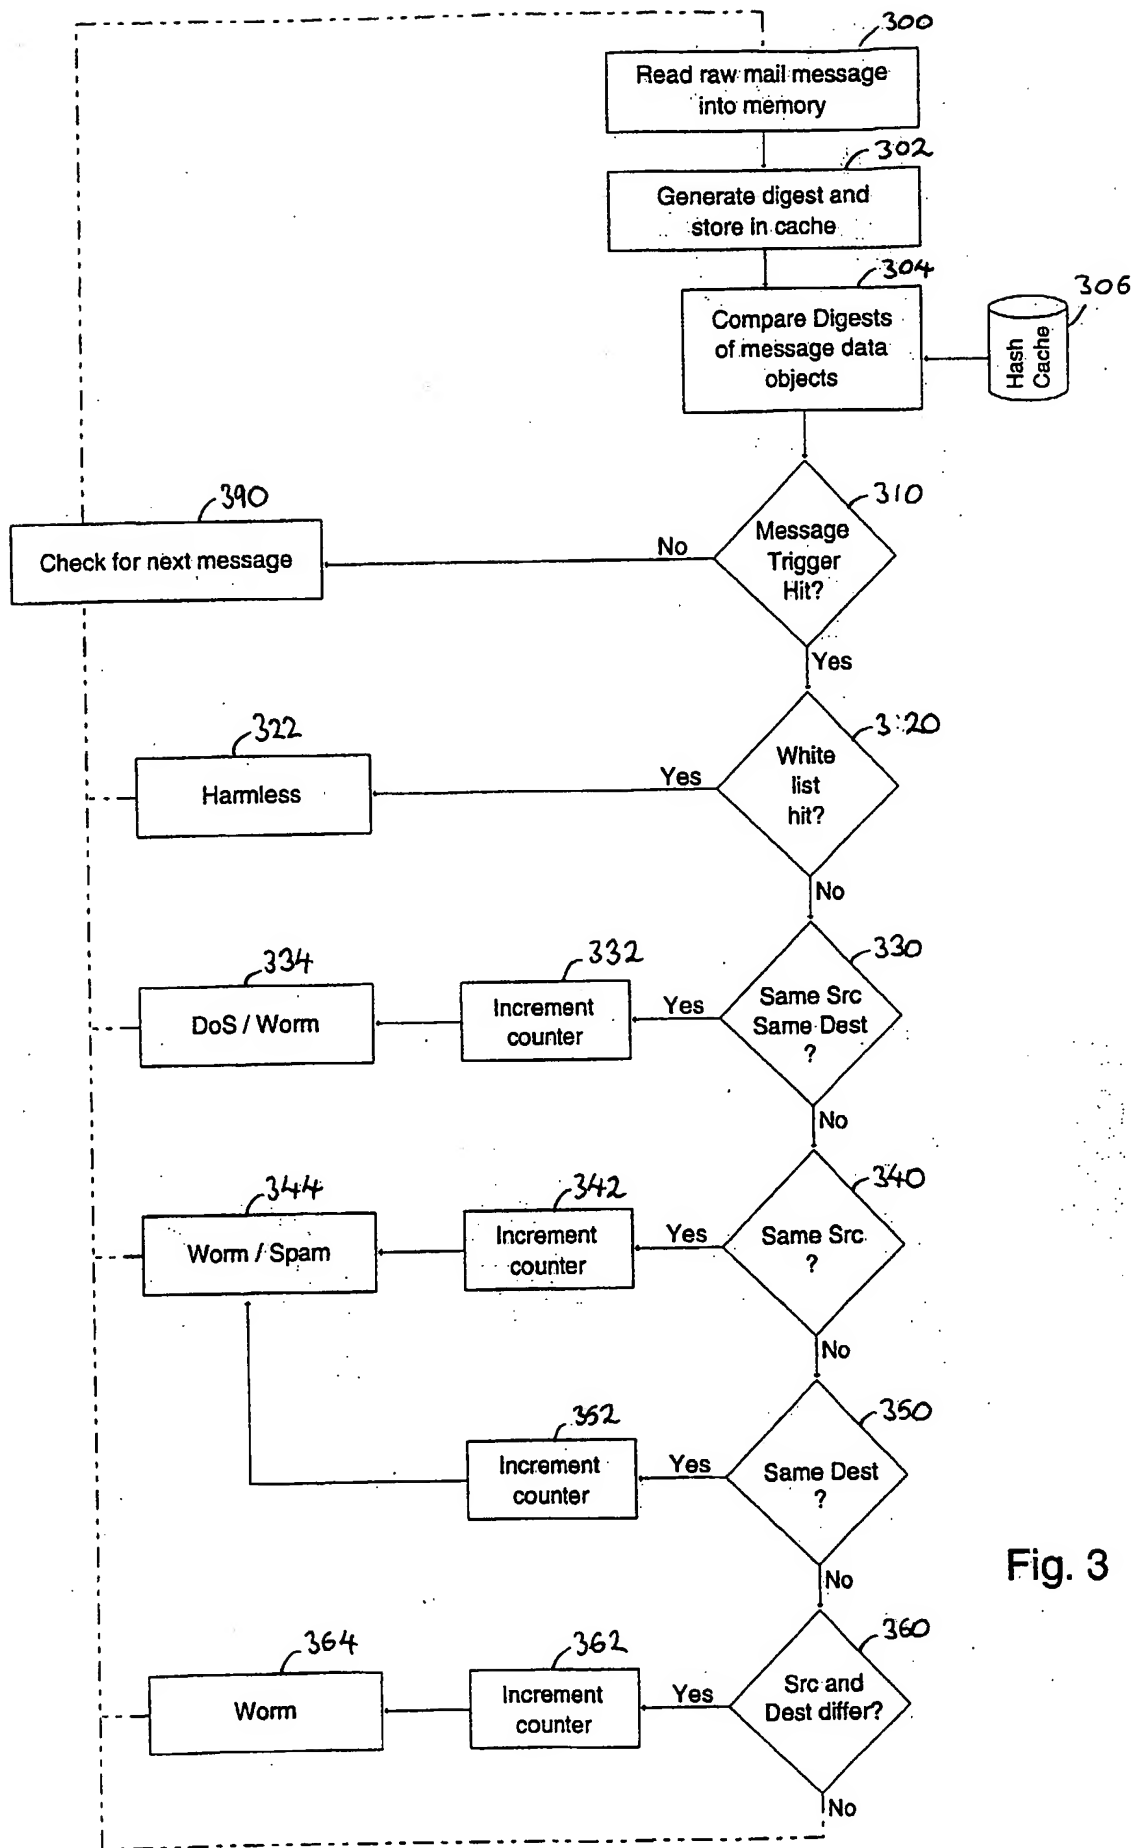 300
Read raw mail message
into memory
302
Generate digest and
store in cache
304
306
Compare Digests
of message data
objects
Hash
Cache
390
310
Check for next message
No
Message
Trigger
Hit?
Yes
322
3:20
Harmless
Yes
White
list
hit?
No
334
332
330
DoS / Worm
Increment
counter
Yes
Same Src
Same Dest
?
No
344
342
340
Worm / Spam
Increment
counter
Yes
Same Src
?
No
352
350
Increment
counter
Yes
Same Dest
?
No
Fig. 3
364
362
360
Worm
Increment
counter
Yes
Src and
Dest differ?
No